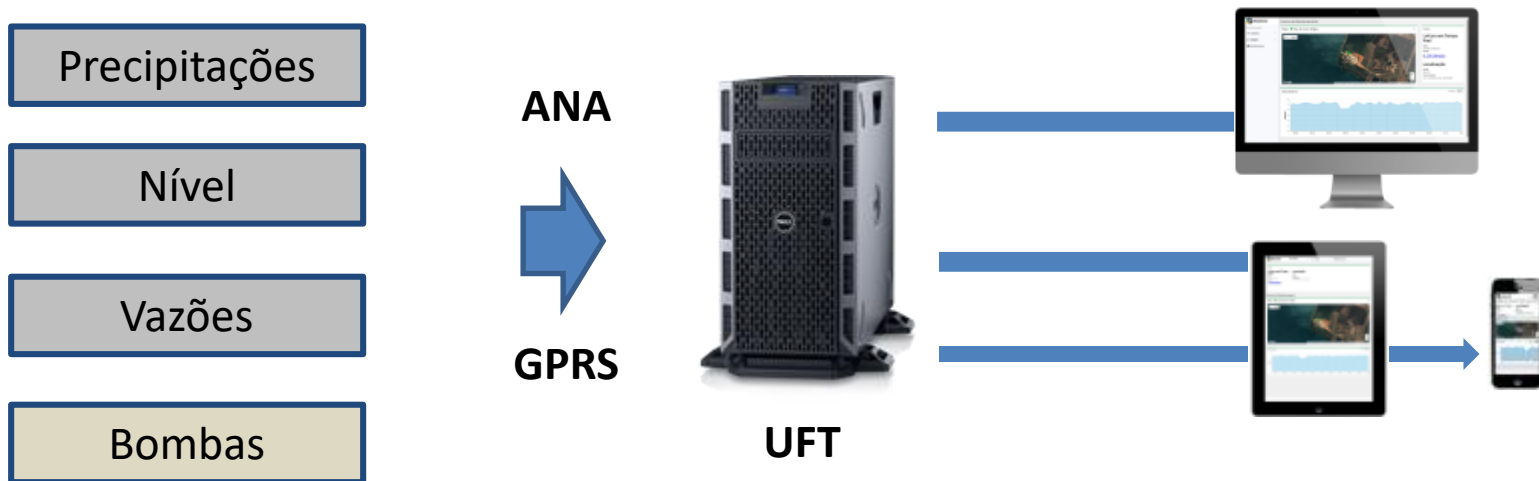 Precipitações
Nível
Vazões
Bombas
ANA
GPRS
UFT